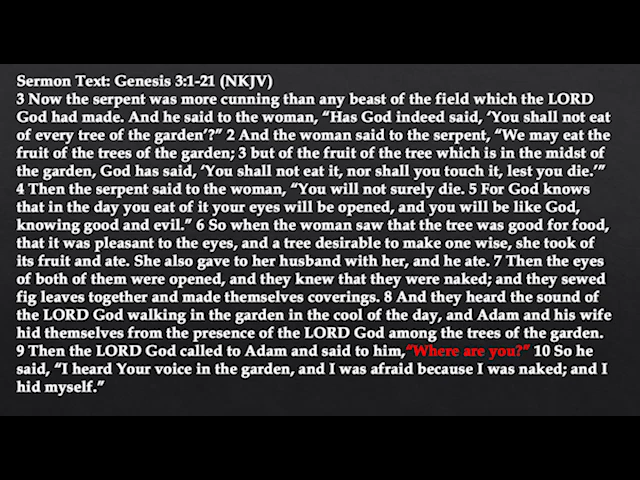 Sermon Text: Genesis 3:1-21 (NKJV)
3 Now the serpent was more cunning than any beast of the field which the LORD
God had made. And he said to the woman, “Has God indeed said, ‘You shall not eat
of every tree of the garden’?” 2 And the woman said to the serpent, “We may eat the
fruit of the trees of the garden; 3 but of the fruit of the tree which is in the midst of
the garden, God has said, ‘You shall not eat it, nor shall you touch it, lest you die.’”
4 Then the serpent said to the woman, “You will not surely die. 5 For God knows
that in the day you eat of it your eyes will be opened, and you will be like God,
knowing good and evil.” 6 So when the woman saw that the tree was good for food,
that it was pleasant to the eyes, and a tree desirable to make one wise, she took of
its fruit and ate. She also gave to her husband with her, and he ate. 7 Then the eyes
of both of them were opened, and they knew that they were naked; and they sewed
fig leaves together and made themselves coverings. 8 And they heard the sound of
the LORD God walking in the garden in the cool of the day, and Adam and his wife
hid themselves from the presence of the LORD God among the trees of the garden.
9 Then the LORD God called to Adam and said to him,“Where are you?” 10 So he
said, “I heard Your voice in the garden, and I was afraid because I was naked; and I
hid myself.”